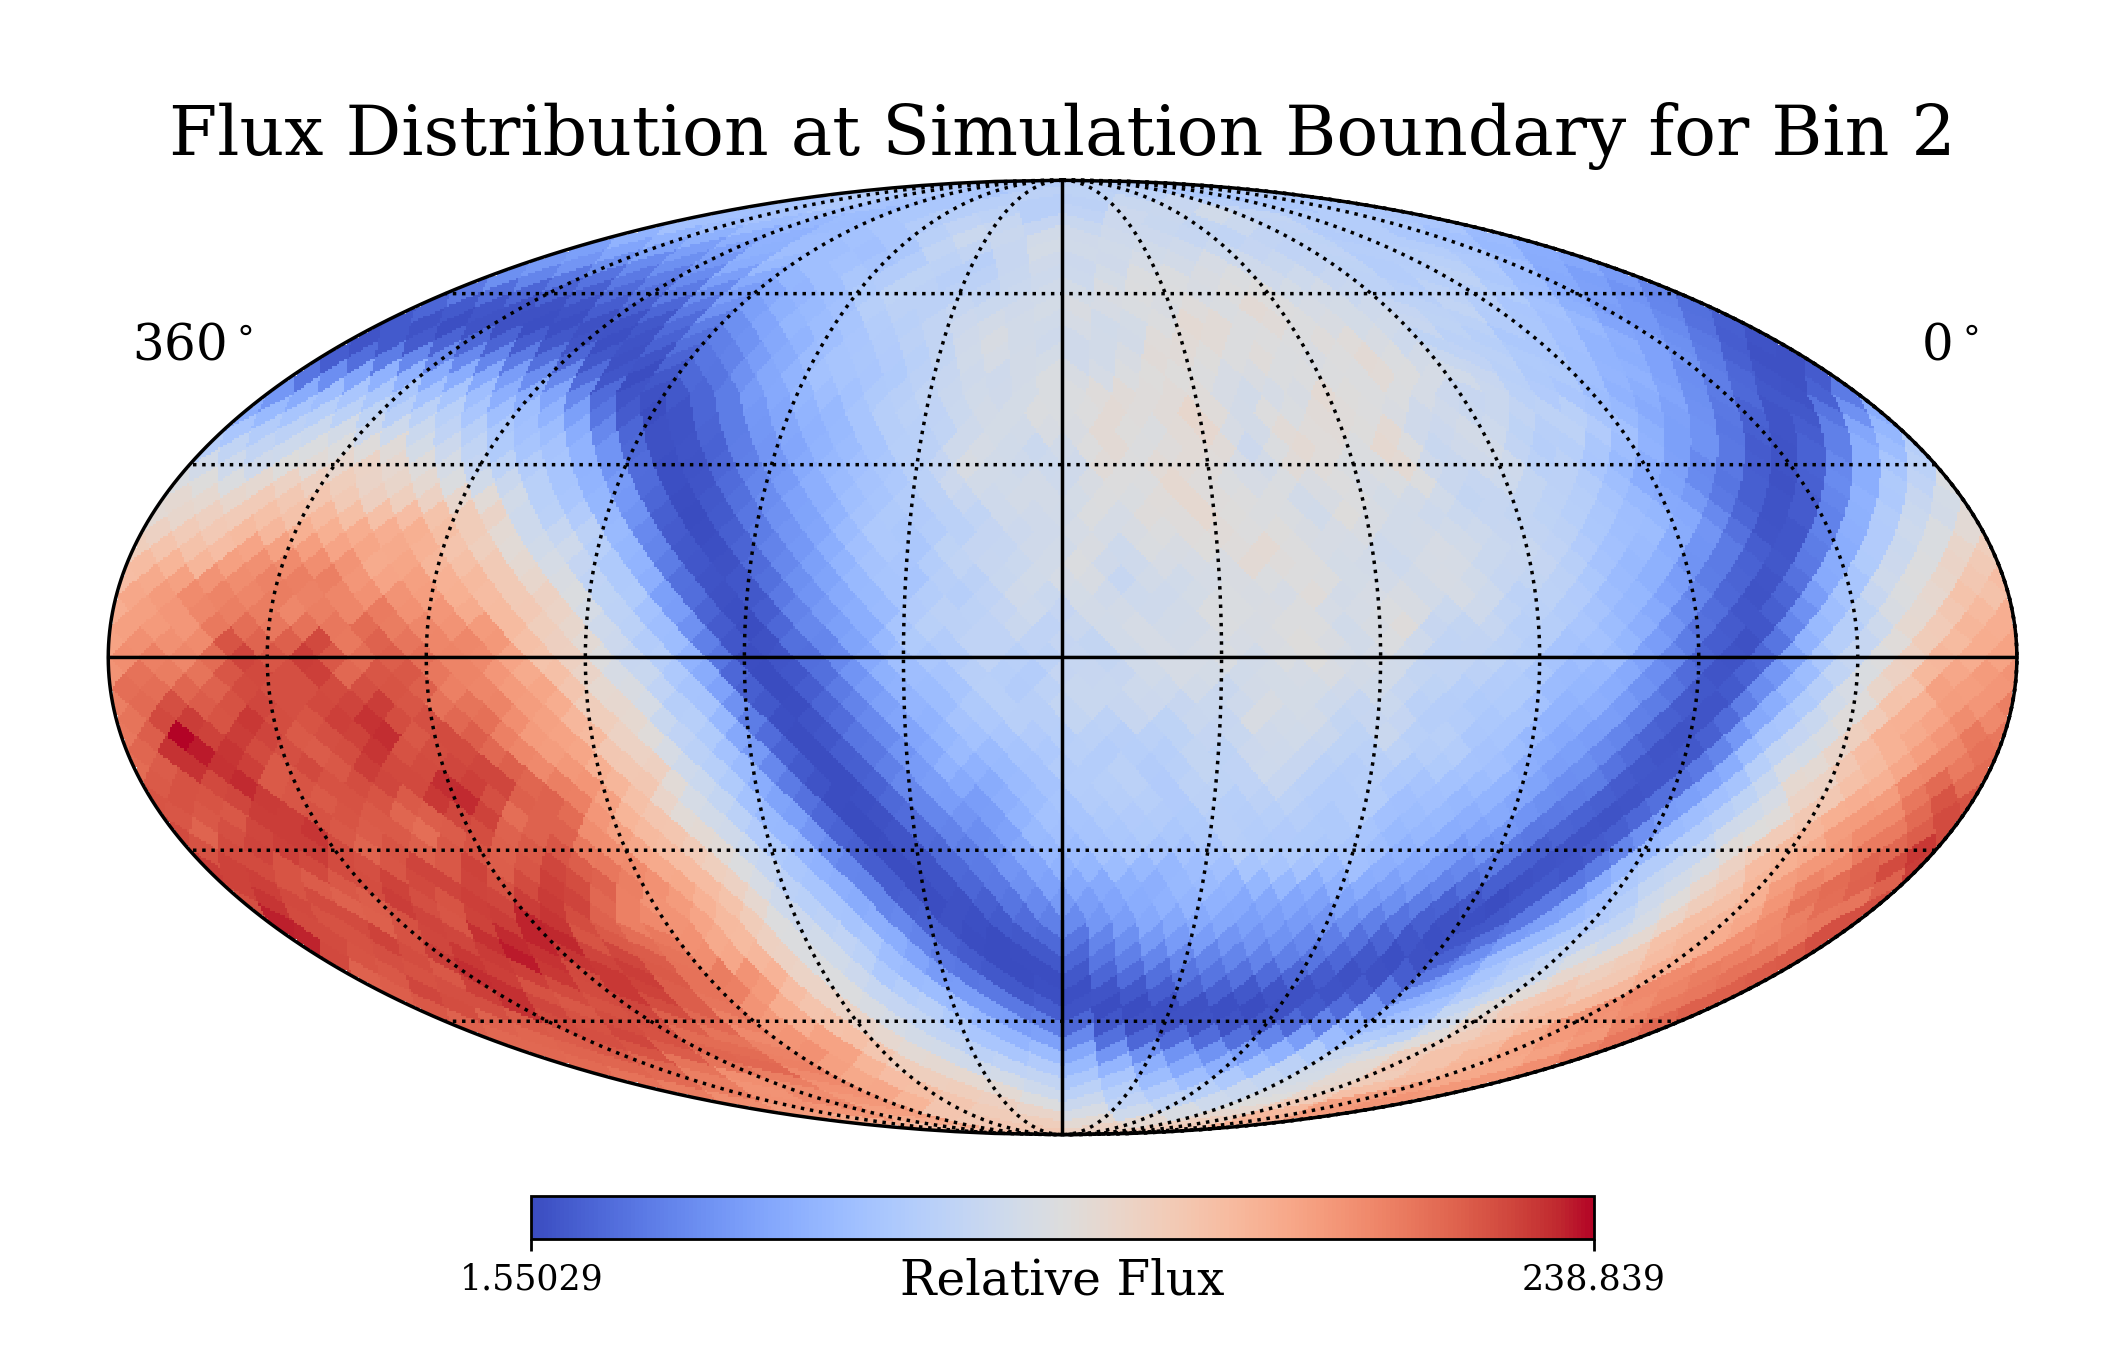 Flux Distribution at Simulation Boundary for Bin 2
360°
0°
1.55029
Relative Flux
238.839